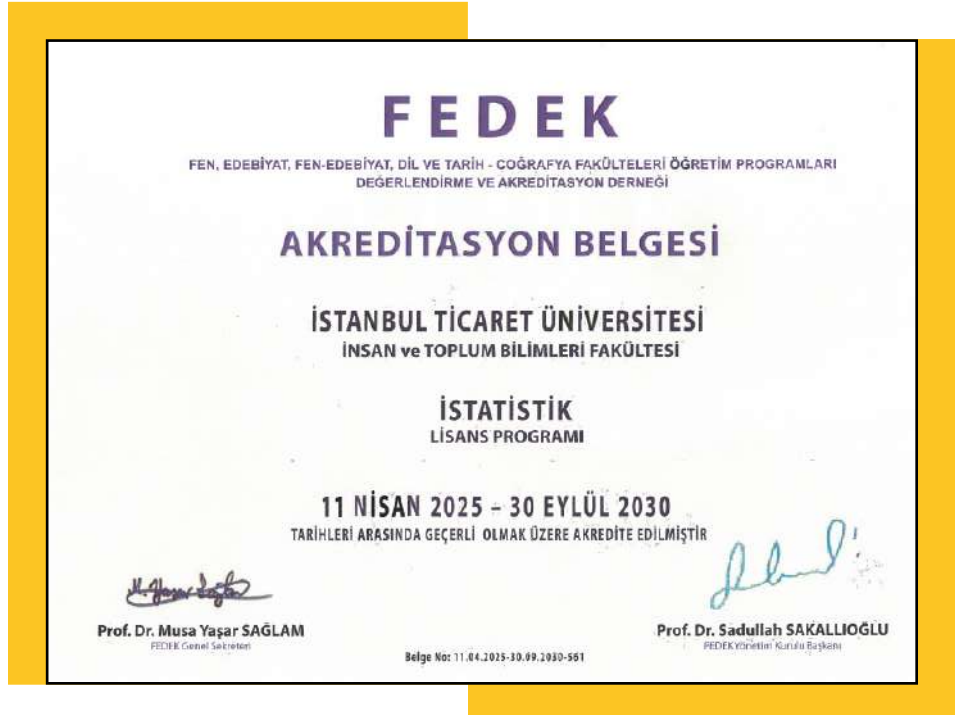 FEDEK
FEN, EDEBİYAT, FEN-EDEBİYAT, DİL VE TARİH - COĞRAFYA FAKÜLTELERİ ÖĞRETİM PROGRAMLARI
DEĞERLENDİRME VE AKREDİTASYON DERNEĞİ
AKREDİTASYON BELGESİ
İSTANBUL TİCARET ÜNİVERSİTESİ
İNSAN ve TOPLUM BİLİMLERİ FAKÜLTESİ
İSTATİSTİK
LİSANS PROGRAMI
11 NİSAN 2025 - 30 EYLÜL 2030
TARİHLERİ ARASINDA GEÇERLİ OLMAK ÜZERE AKREDİTE EDİLMİŞTİR
M. Yaşar Sağlam
Prof. Dr. Musa Yaşar SAĞLAM
FEDEK Genel Sekreteri
Prof. Dr. Sadullah SAKALLIOĞLU
FEDEK Yönetim Kurulu Başkanı
Belge No: 11.04.2025-30.09.2030-561